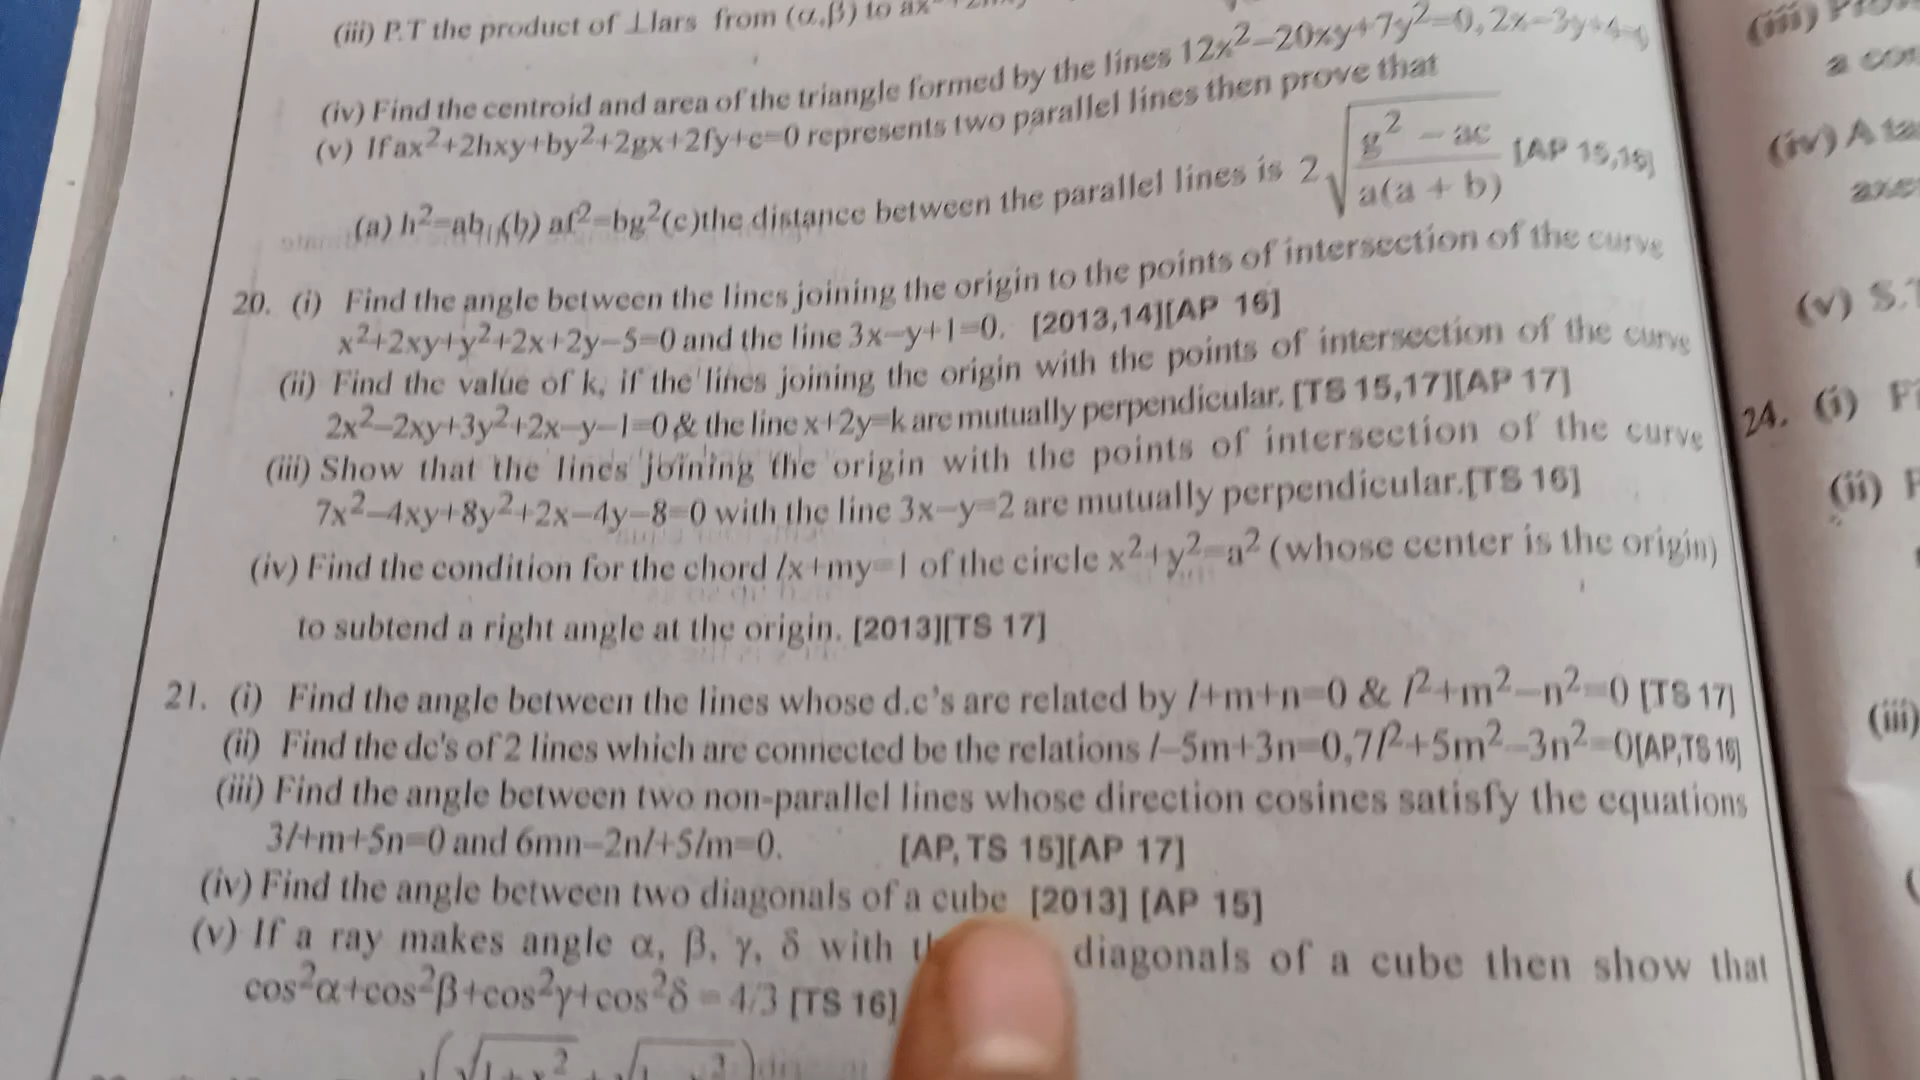 (iii) P.T the product of ⊥lars from (α,β) to ax²
(iv) Find the centroid and area of the triangle formed by the lines 12x²–20xy+7y²=0, 2x–3y+4=0
(v) If ax²+2hxy+by²+2gx+2fy+c=0 represents two parallel lines then prove that
(a) h²=ab (b) af²=bg²(c)the distance between the parallel lines is 2√((g² – ac)/(a(a + b))) [AP 15,16]
20. (i) Find the angle between the lines joining the origin to the points of intersection of the curve
x²+2xy+y²+2x+2y–5=0 and the line 3x–y+1=0. [2013,14][AP 16]
(ii) Find the value of k, if the lines joining the origin with the points of intersection of the curve
2x²–2xy+3y²+2x–y–1=0 & the line x+2y=k are mutually perpendicular. [TS 15,17][AP 17]
(iii) Show that the lines joining the origin with the points of intersection of the curve
7x²–4xy+8y²+2x–4y–8=0 with the line 3x–y=2 are mutually perpendicular.[TS 16]
(iv) Find the condition for the chord lx+my=1 of the circle x²+y²=a² (whose center is the origin)
to subtend a right angle at the origin. [2013][TS 17]
21. (i) Find the angle between the lines whose d.c's are related by l+m+n=0 & l²+m²–n²=0 [TS 17]
(ii) Find the dc's of 2 lines which are connected be the relations l–5m+3n=0,7l²+5m²–3n²=0[AP,TS 16]
(iii) Find the angle between two non-parallel lines whose direction cosines satisfy the equations
3l+m+5n=0 and 6mn–2nl+5lm=0. [AP, TS 15][AP 17]
(iv) Find the angle between two diagonals of a cube [2013] [AP 15]
(v) If a ray makes angle α, β, γ, δ with diagonals of a cube then show that
cos²α+cos²β+cos²γ+cos²δ = 4/3 [TS 16]
(iii)
(iv) A
(v) S.
24. (i)
(ii)
(iii)